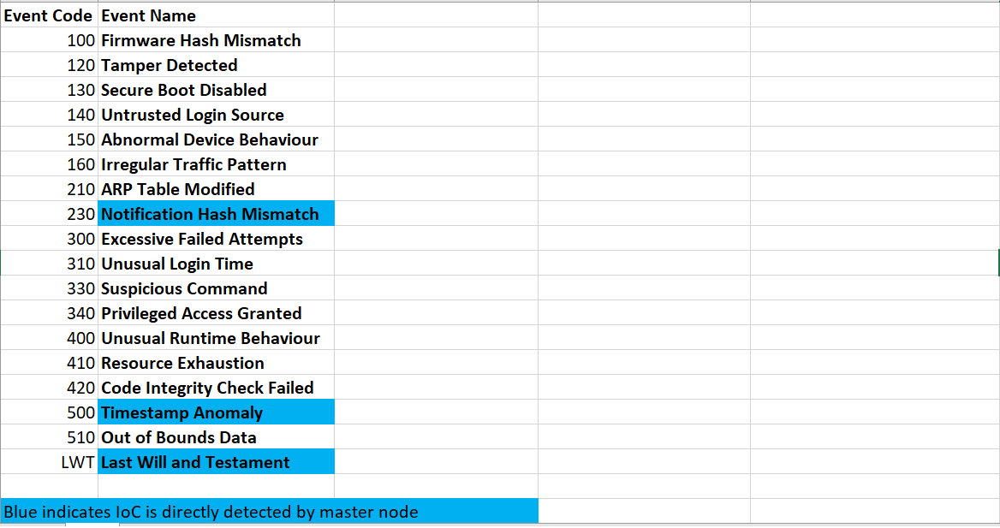 Event Code Event Name
100 Firmware Hash Mismatch
120 Tamper Detected
130 Secure Boot Disabled
140 Untrusted Login Source
150 Abnormal Device Behaviour
160 Irregular Traffic Pattern
210 ARP Table Modified
230 Notification Hash Mismatch
300 Excessive Failed Attempts
310 Unusual Login Time
330 Suspicious Command
340 Privileged Access Granted
400 Unusual Runtime Behaviour
410 Resource Exhaustion
420 Code Integrity Check Failed
500 Timestamp Anomaly
510 Out of Bounds Data
LWT Last Will and Testament
Blue indicates IoC is directly detected by master node